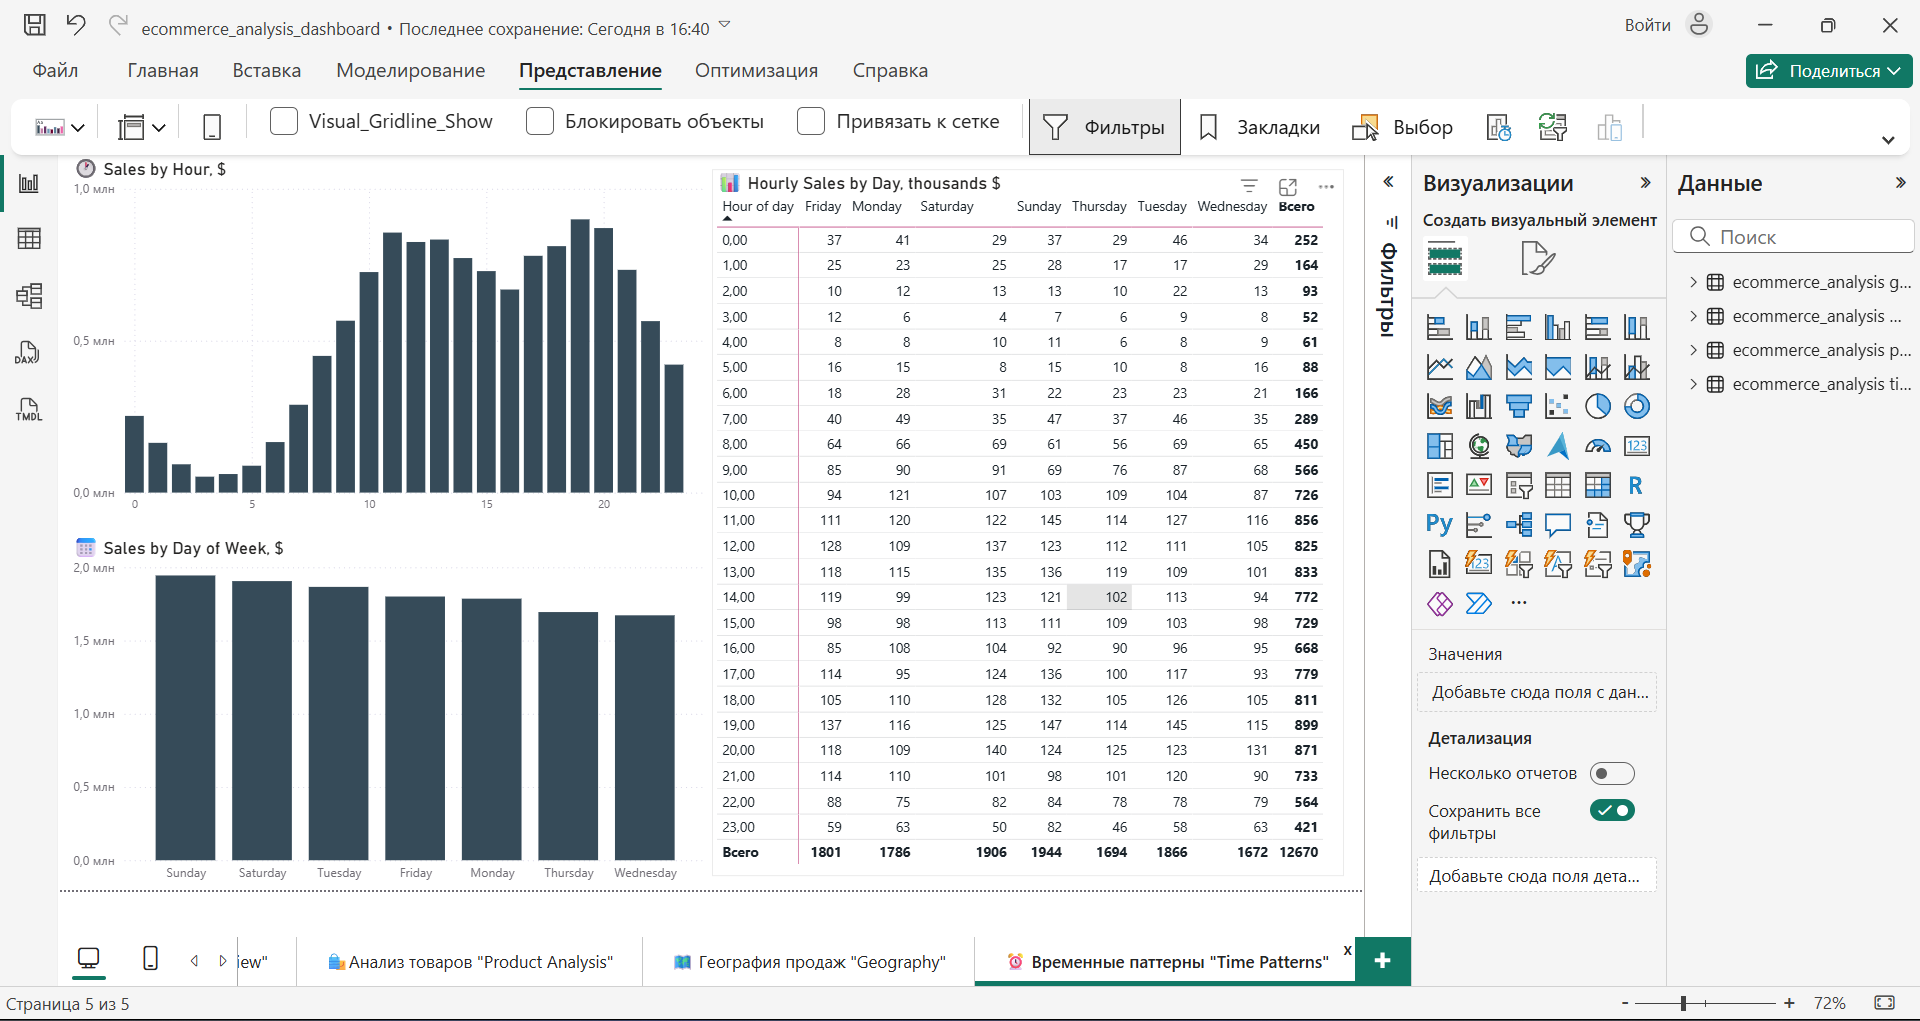 ecommerce_analysis_dashboard • Последнее сохранение: Сегодня в 16:40
Войти
Файл Главная Вставка Моделирование Представление Оптимизация Справка
Поделиться
Visual_Gridline_Show Блокировать объекты Привязать к сетке Фильтры Закладки Выбор
DAX
TMDL
Sales by Hour, $
1,0 млн
0,5 млн
0,0 млн
0 5 10 15 20
Sales by Day of Week, $
2,0 млн
1,5 млн
1,0 млн
0,5 млн
0,0 млн
Sunday Saturday Tuesday Friday Monday Thursday Wednesday
Hourly Sales by Day, thousands $
Hour of day Friday Monday Saturday Sunday Thursday Tuesday Wednesday Всего
0,00 37 41 29 37 29 46 34 252
1,00 25 23 25 28 17 17 29 164
2,00 10 12 13 13 10 22 13 93
3,00 12 6 4 7 6 9 8 52
4,00 8 8 10 11 6 8 9 61
5,00 16 15 8 15 10 8 16 88
6,00 18 28 31 22 23 23 21 166
7,00 40 49 35 47 37 46 35 289
8,00 64 66 69 61 56 69 65 450
9,00 85 90 91 69 76 87 68 566
10,00 94 121 107 103 109 104 87 726
11,00 111 120 122 145 114 127 116 856
12,00 128 109 137 123 112 111 105 825
13,00 118 115 135 136 119 109 101 833
14,00 119 99 123 121 102 113 94 772
15,00 98 98 113 111 109 103 98 729
16,00 85 108 104 92 90 96 95 668
17,00 114 95 124 136 100 117 93 779
18,00 105 110 128 132 105 126 105 811
19,00 137 116 125 147 114 145 115 899
20,00 118 109 140 124 125 123 131 871
21,00 114 110 101 98 101 120 90 733
22,00 88 75 82 84 78 78 79 564
23,00 59 63 50 82 46 58 63 421
Всего 1801 1786 1906 1944 1694 1866 1672 12670
Фильтры
Визуализации
Создать визуальный элемент
123
R
Py
123
Значения
Добавьте сюда поля с дан...
Детализация
Несколько отчетов
Сохранить все
фильтры
Добавьте сюда поля дета...
Данные
Поиск
ecommerce_analysis g...
ecommerce_analysis ...
ecommerce_analysis p...
ecommerce_analysis ti...
iew" Анализ товаров "Product Analysis" География продаж "Geography" Временные паттерны "Time Patterns" x +
Страница 5 из 5
- + 72%